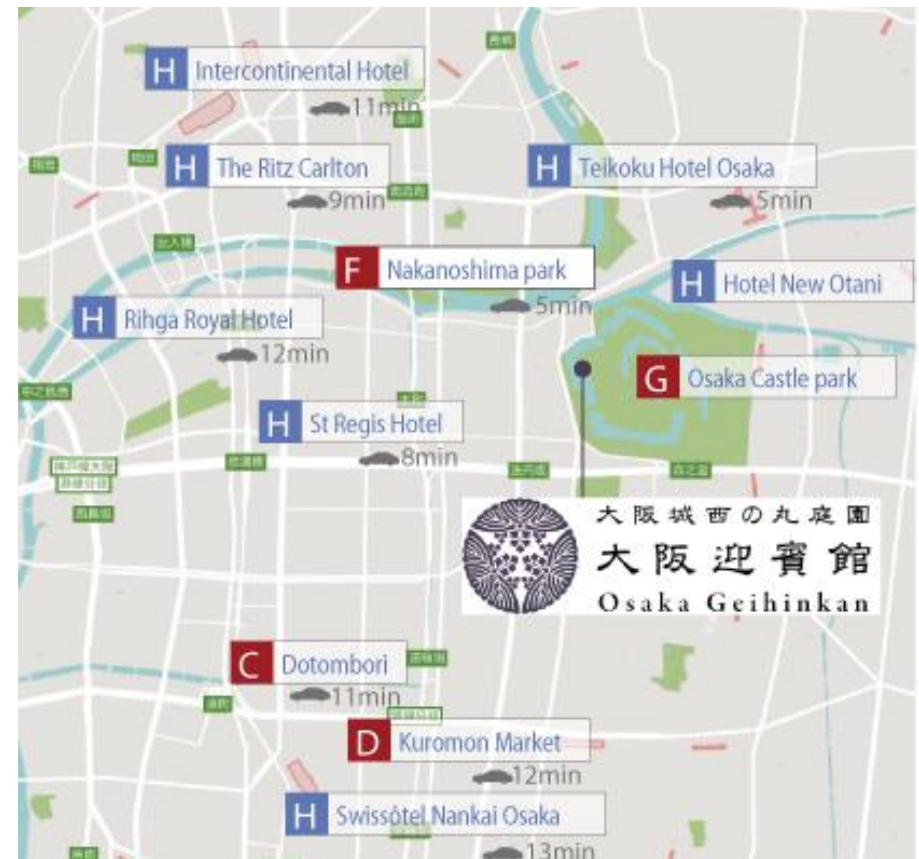 H Intercontinental Hotel
11min
H The Ritz Carlton
9min
H Teikoku Hotel Osaka
5min
F Nakanoshima park
5min
H Hotel New Otani
H Rihga Royal Hotel
12min
G Osaka Castle park
H St Regis Hotel
8min
大阪城西の丸庭園
大阪迎賓館
Osaka Geihinkan
C Dotombori
11min
D Kuromon Market
12min
H Swissôtel Nankai Osaka
13min